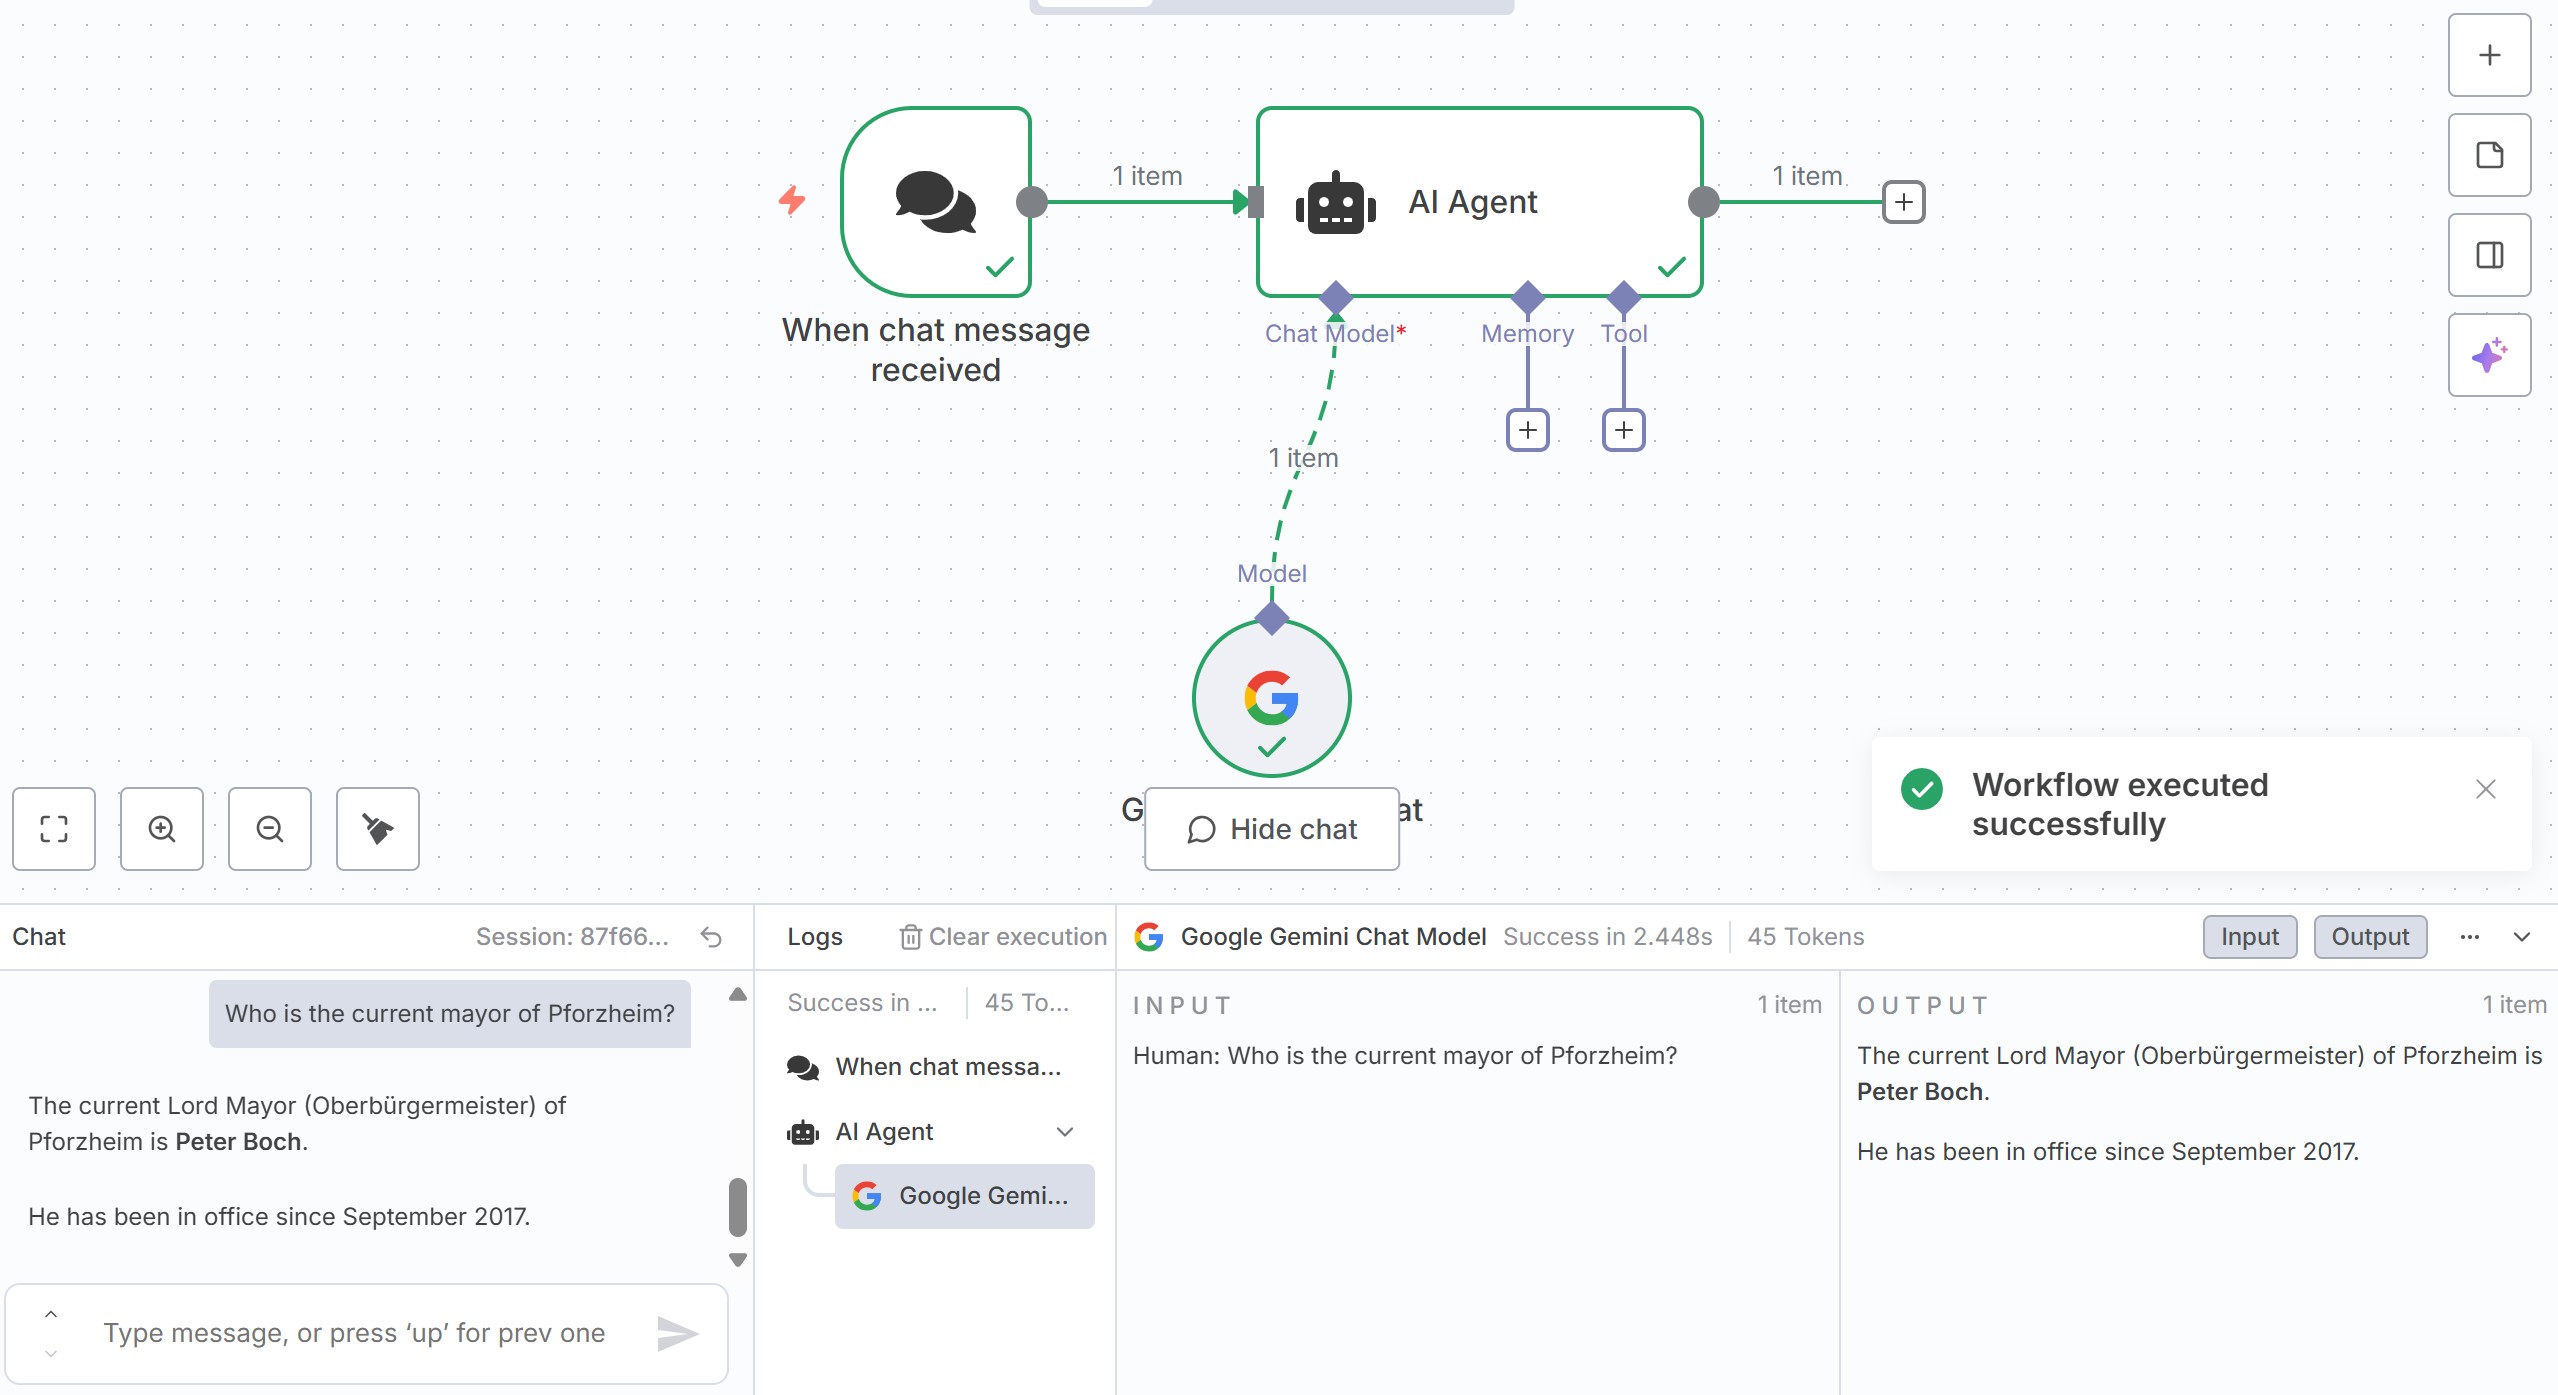 1 item
1 item
AI Agent
When chat message
received
Chat Model*
Memory
Tool
1 item
Model
G
at
Hide chat
Workflow executed
successfully
Chat
Session: 87f66...
Logs
Clear execution
Google Gemini Chat Model
Success in 2.448s
45 Tokens
Input
Output
Who is the current mayor of Pforzheim?
The current Lord Mayor (Oberbürgermeister) of
Pforzheim is Peter Boch.
He has been in office since September 2017.
Type message, or press ‘up’ for prev one
Success in ...
45 To...
When chat messa...
AI Agent
Google Gemi...
INPUT
1 item
Human: Who is the current mayor of Pforzheim?
OUTPUT
1 item
The current Lord Mayor (Oberbürgermeister) of Pforzheim is
Peter Boch.
He has been in office since September 2017.